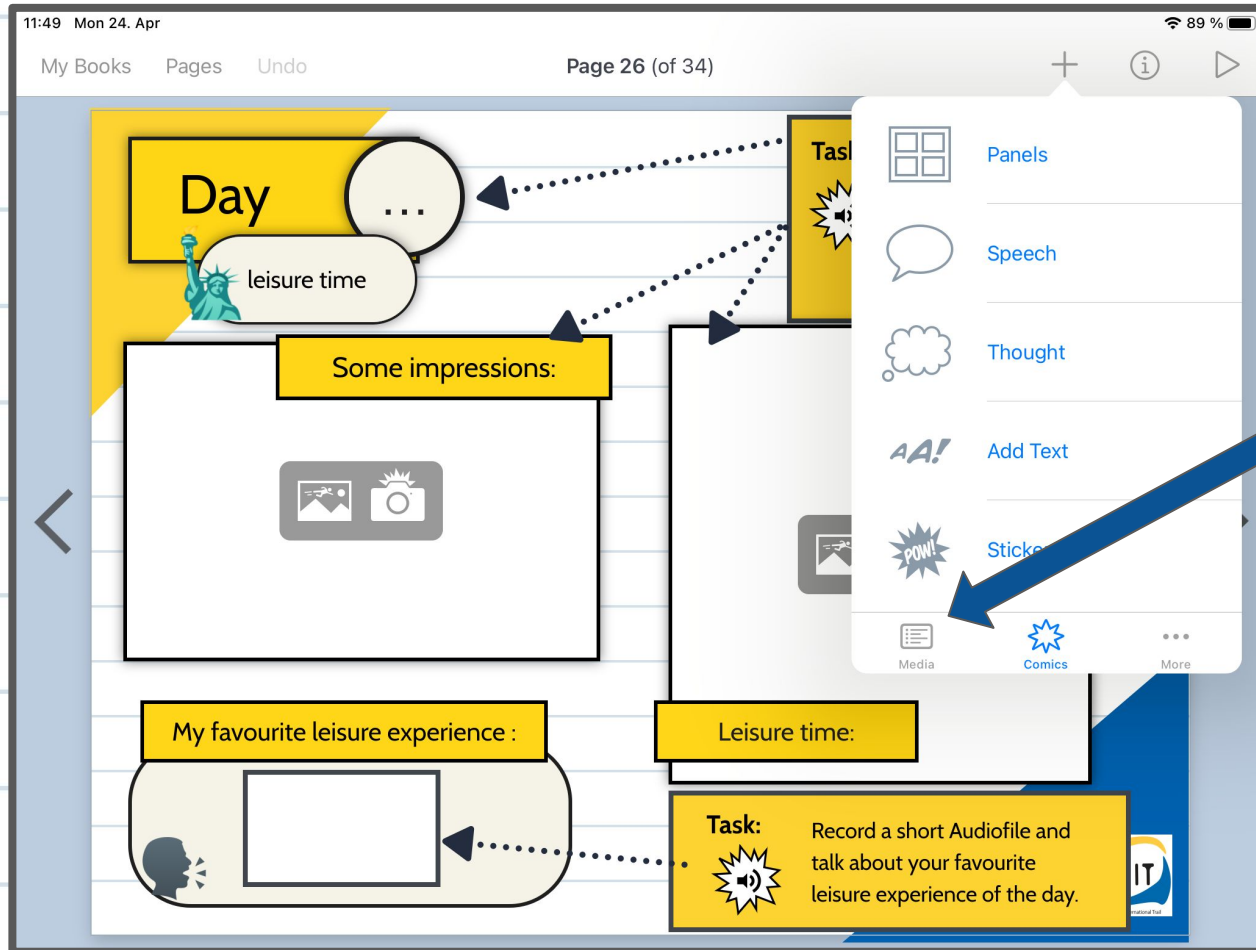 11:49 Mon 24. Apr
89 %
My Books Pages Undo
Page 26 (of 34)
Day
...
leisure time
Some impressions:
Panels
Speech
Thought
AA! Add Text
POW!
Media
Comics
More
My favourite leisure experience :
Leisure time:
Task:
Record a short Audiofile and
talk about your favourite
leisure experience of the day.
IT